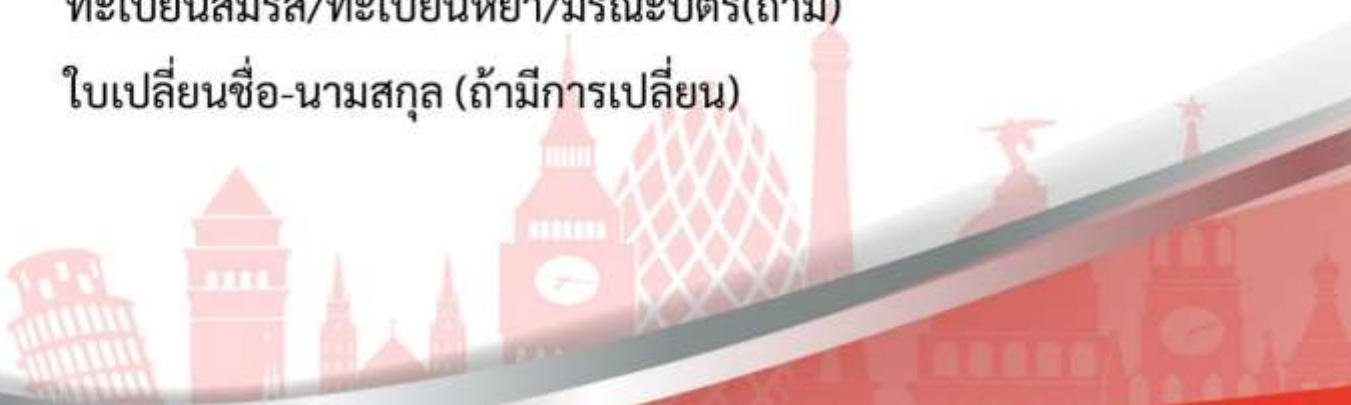 ทะเบียนสมรส/ทะเบียนหย่า/มรณะบัตร(ถ้ามี)
ใบเปลี่ยนชื่อ-นามสกุล (ถ้ามีการเปลี่ยน)